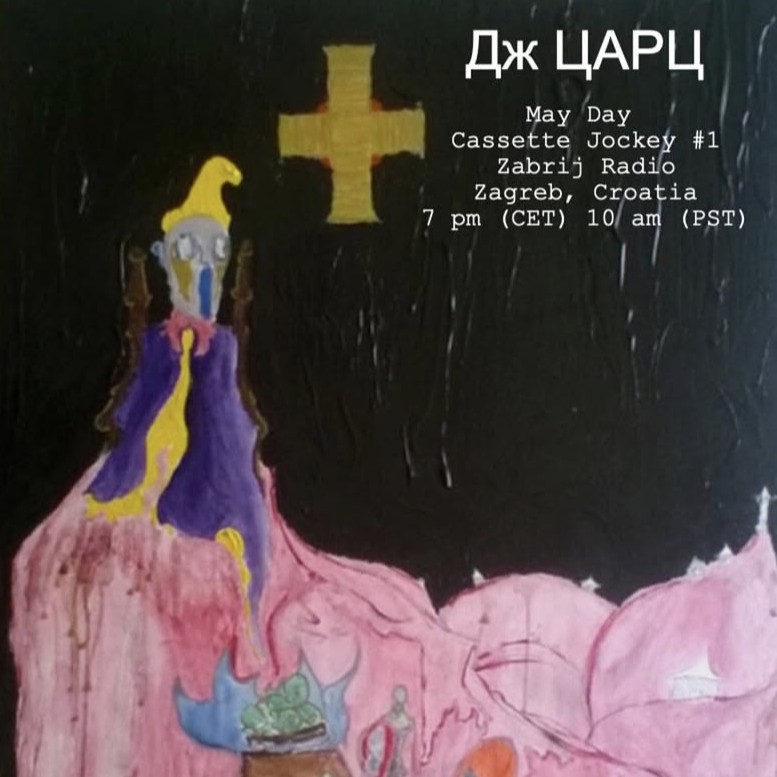 Дж ЦАРЦ
May Day
Cassette Jockey #1
Zabrij Radio
Zagreb, Croatia
7 pm (CET) 10 am (PST)